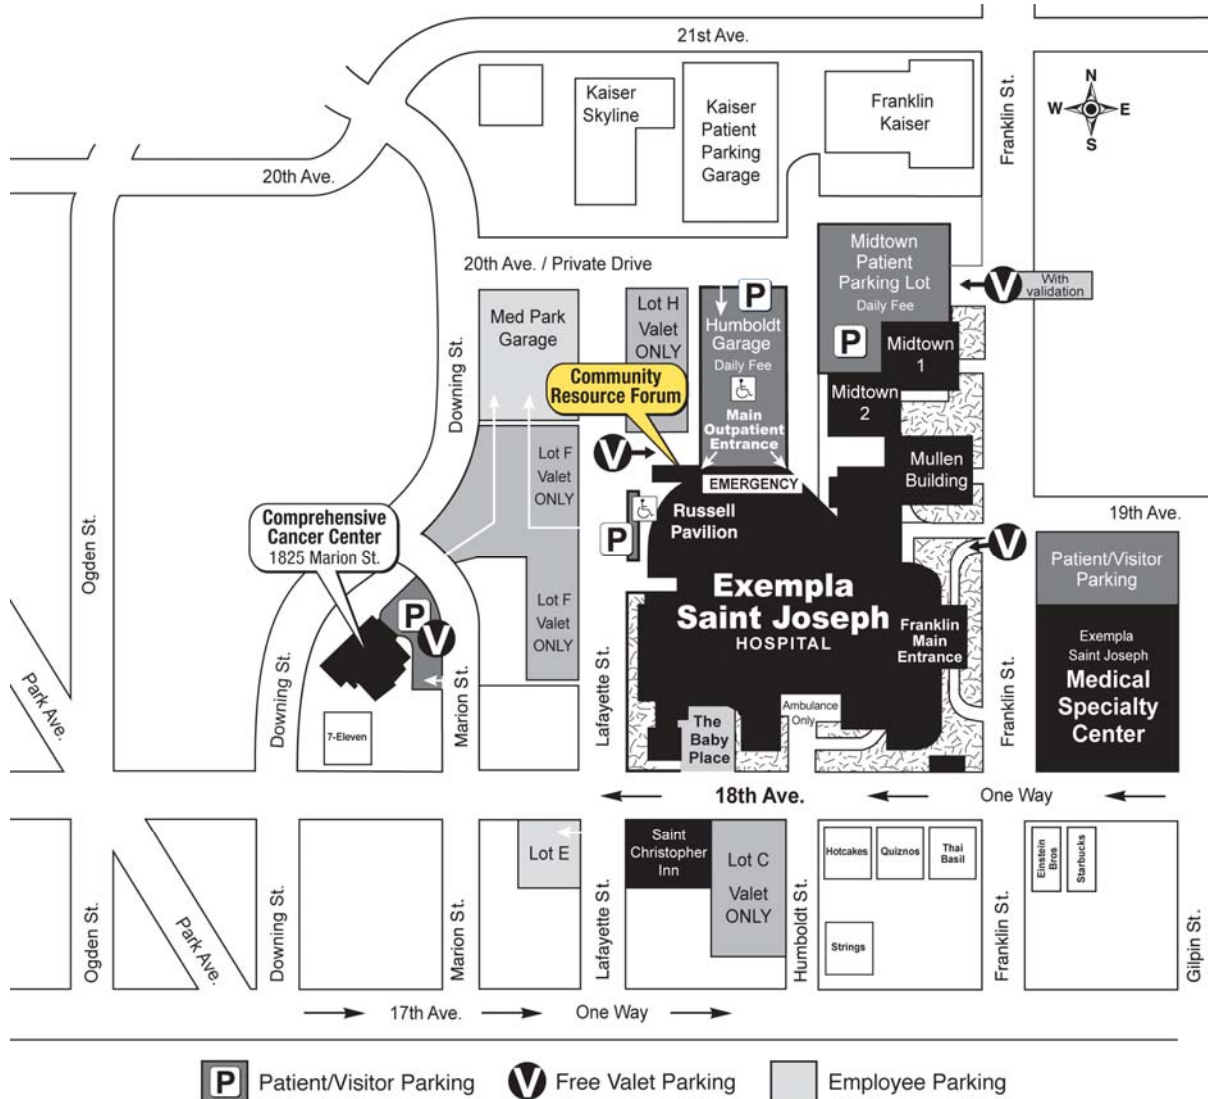 21st Ave.
Franklin St.
N
W E
S
Kaiser
Skyline
Kaiser
Patient
Parking
Garage
Franklin
Kaiser
20th Ave.
20th Ave. / Private Drive
Midtown
Patient
Parking Lot
Daily Fee
P
V
With
validation
Med Park
Garage
Lot H
Valet
ONLY
P
Humboldt
Garage
Daily Fee
Main
Outpatient
Entrance
Midtown
1
Midtown
2
Downing St.
Community
Resource Forum
V
EMERGENCY
Mullen
Building
Lot F
Valet
ONLY
Russell
Pavilion
P
19th Ave.
V
Ogden St.
Comprehensive
Cancer Center
1825 Marion St.
Patient/Visitor
Parking
Exempla
Saint Joseph
HOSPITAL
Franklin
Main
Entrance
P
V
Lot F
Valet
ONLY
Exempla
Saint Joseph
Medical
Specialty
Center
Park Ave.
Downing St.
7-Eleven
Marion St.
Lafayette St.
The
Baby
Place
Ambulance
Only
Franklin St.
18th Ave.
One Way
Lot E
Saint
Christopher
Inn
Lot C
Valet
ONLY
Hotcakes
Quiznos
Thai
Basil
Einstein
Bros
Starbucks
Strings
Ogden St.
Park Ave.
Downing St.
Marion St.
Lafayette St.
Humboldt St.
Franklin St.
Gilpin St.
17th Ave.
One Way
P Patient/Visitor Parking
V Free Valet Parking
Employee Parking